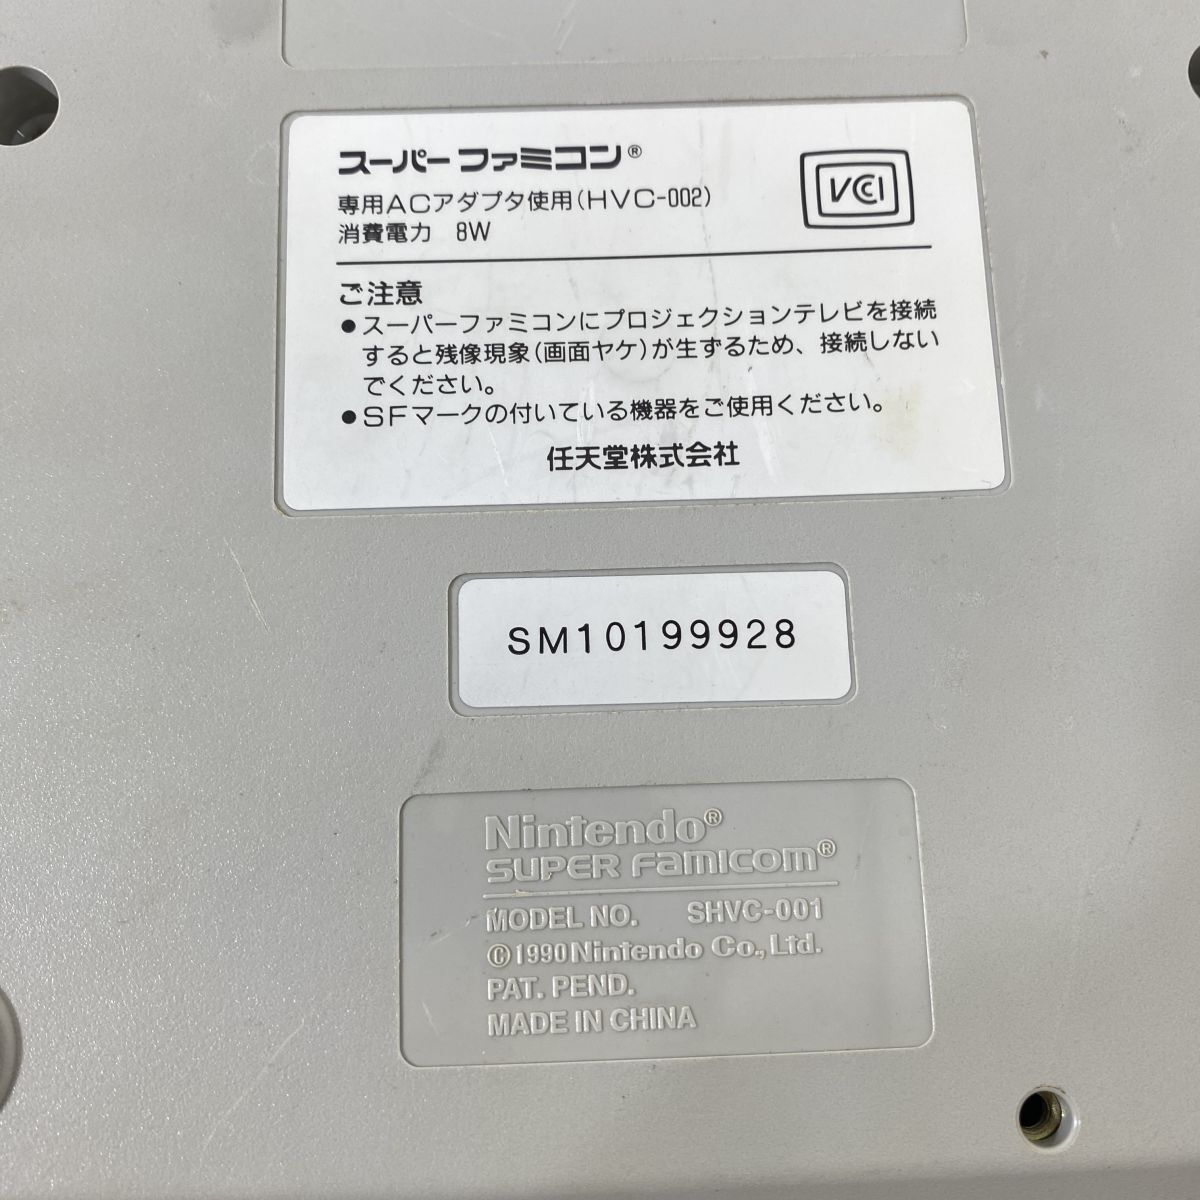 スーパーファミコン®
専用ACアダプタ使用(HVC-002)
消費電力 8W
VCCI
ご注意
●スーパーファミコンにプロジェクションテレビを接続
すると残像現象(画面ヤケ)が生ずるため、接続しない
でください。
●SFマークの付いている機器をご使用ください。
任天堂株式会社
SM10199928
Nintendo®
SUPER Famicom®
MODEL NO. SHVC-001
©1990 Nintendo Co., Ltd.
PAT. PEND.
MADE IN CHINA